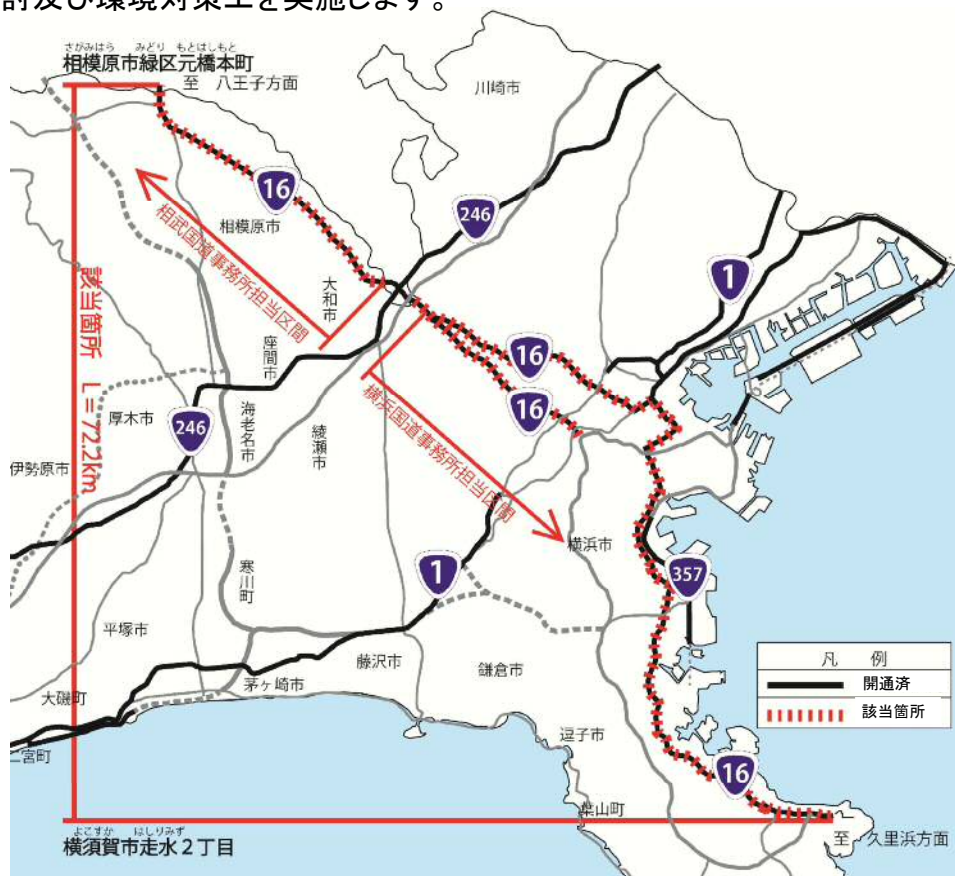 討及び環境対策工を実施します。
さがみはら みどり もとはしもと
相模原市緑区元橋本町
至 八王子方面
川崎市
16
246
相模原市
相武国道事務所担当区間
大和市
1
該当箇所 L=72.2km
座間市
16
厚木市
海老名市
綾瀬市
16
246
横浜国道事務所担当区間
伊勢原市
横浜市
1
357
寒川町
平塚市
凡 例
藤沢市
鎌倉市
開通済
茅ヶ崎市
大磯町
該当箇所
逗子市
二宮町
16
葉山町
よこすか はしりみず
横須賀市走水2丁目
至 久里浜方面